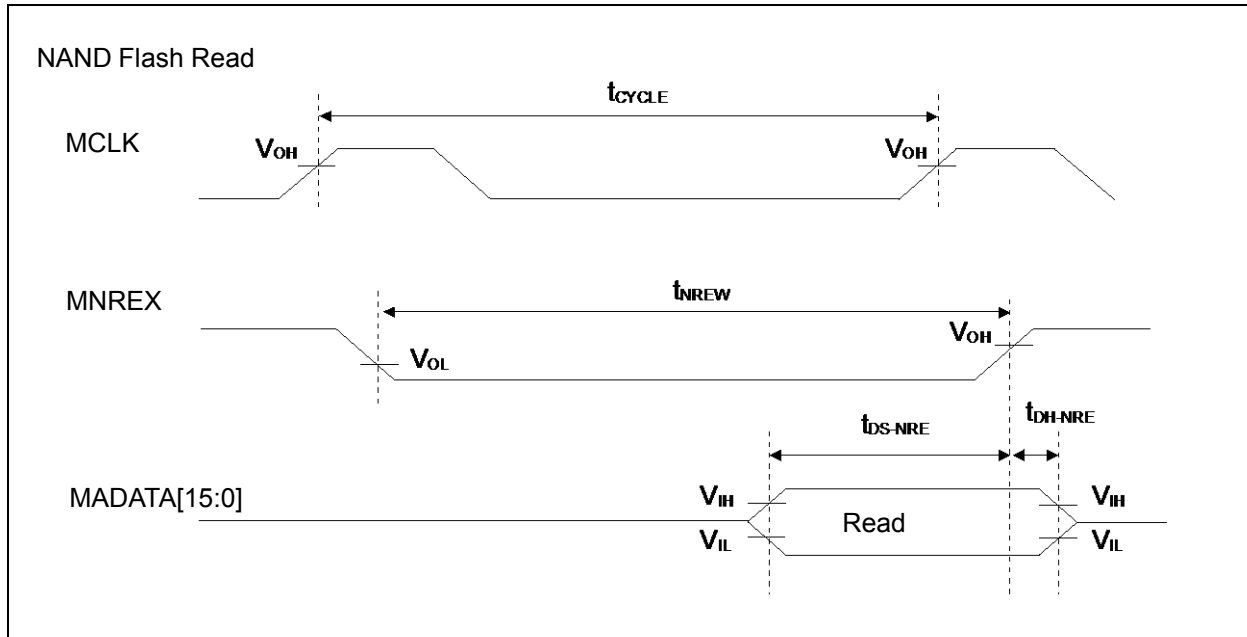 NAND Flash Read
tCYCLE
MCLK
VOH
VOH
tNREW
MNREX
VOH
VOL
tDS-NRE
tDH-NRE
MADATA[15:0]
VIH
VIH
Read
VIL
VIL